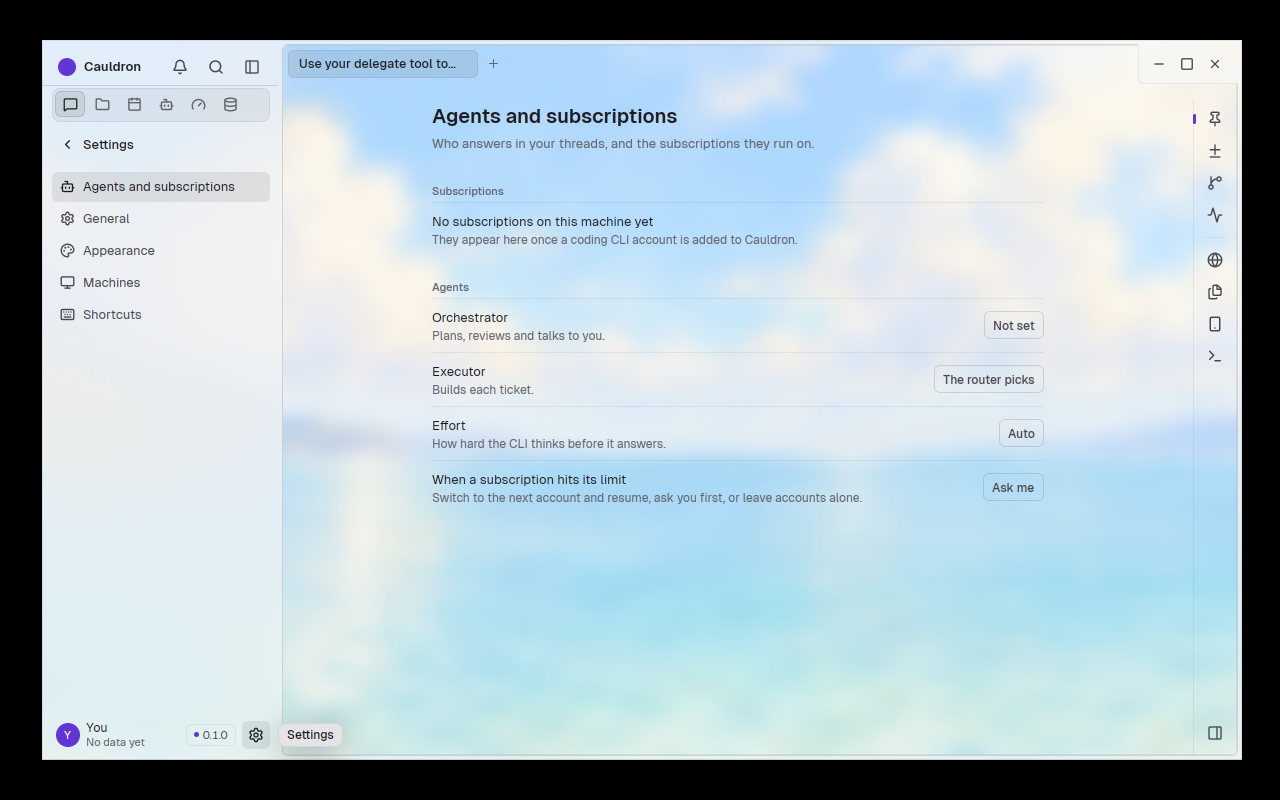 Cauldron
Use your delegate tool to…
Settings
Agents and subscriptions
General
Appearance
Machines
Shortcuts
Agents and subscriptions
Who answers in your threads, and the subscriptions they run on.
Subscriptions
No subscriptions on this machine yet
They appear here once a coding CLI account is added to Cauldron.
Agents
Orchestrator
Plans, reviews and talks to you.
Not set
Executor
Builds each ticket.
The router picks
Effort
How hard the CLI thinks before it answers.
Auto
When a subscription hits its limit
Switch to the next account and resume, ask you first, or leave accounts alone.
Ask me
Y
You
No data yet
0.1.0
Settings